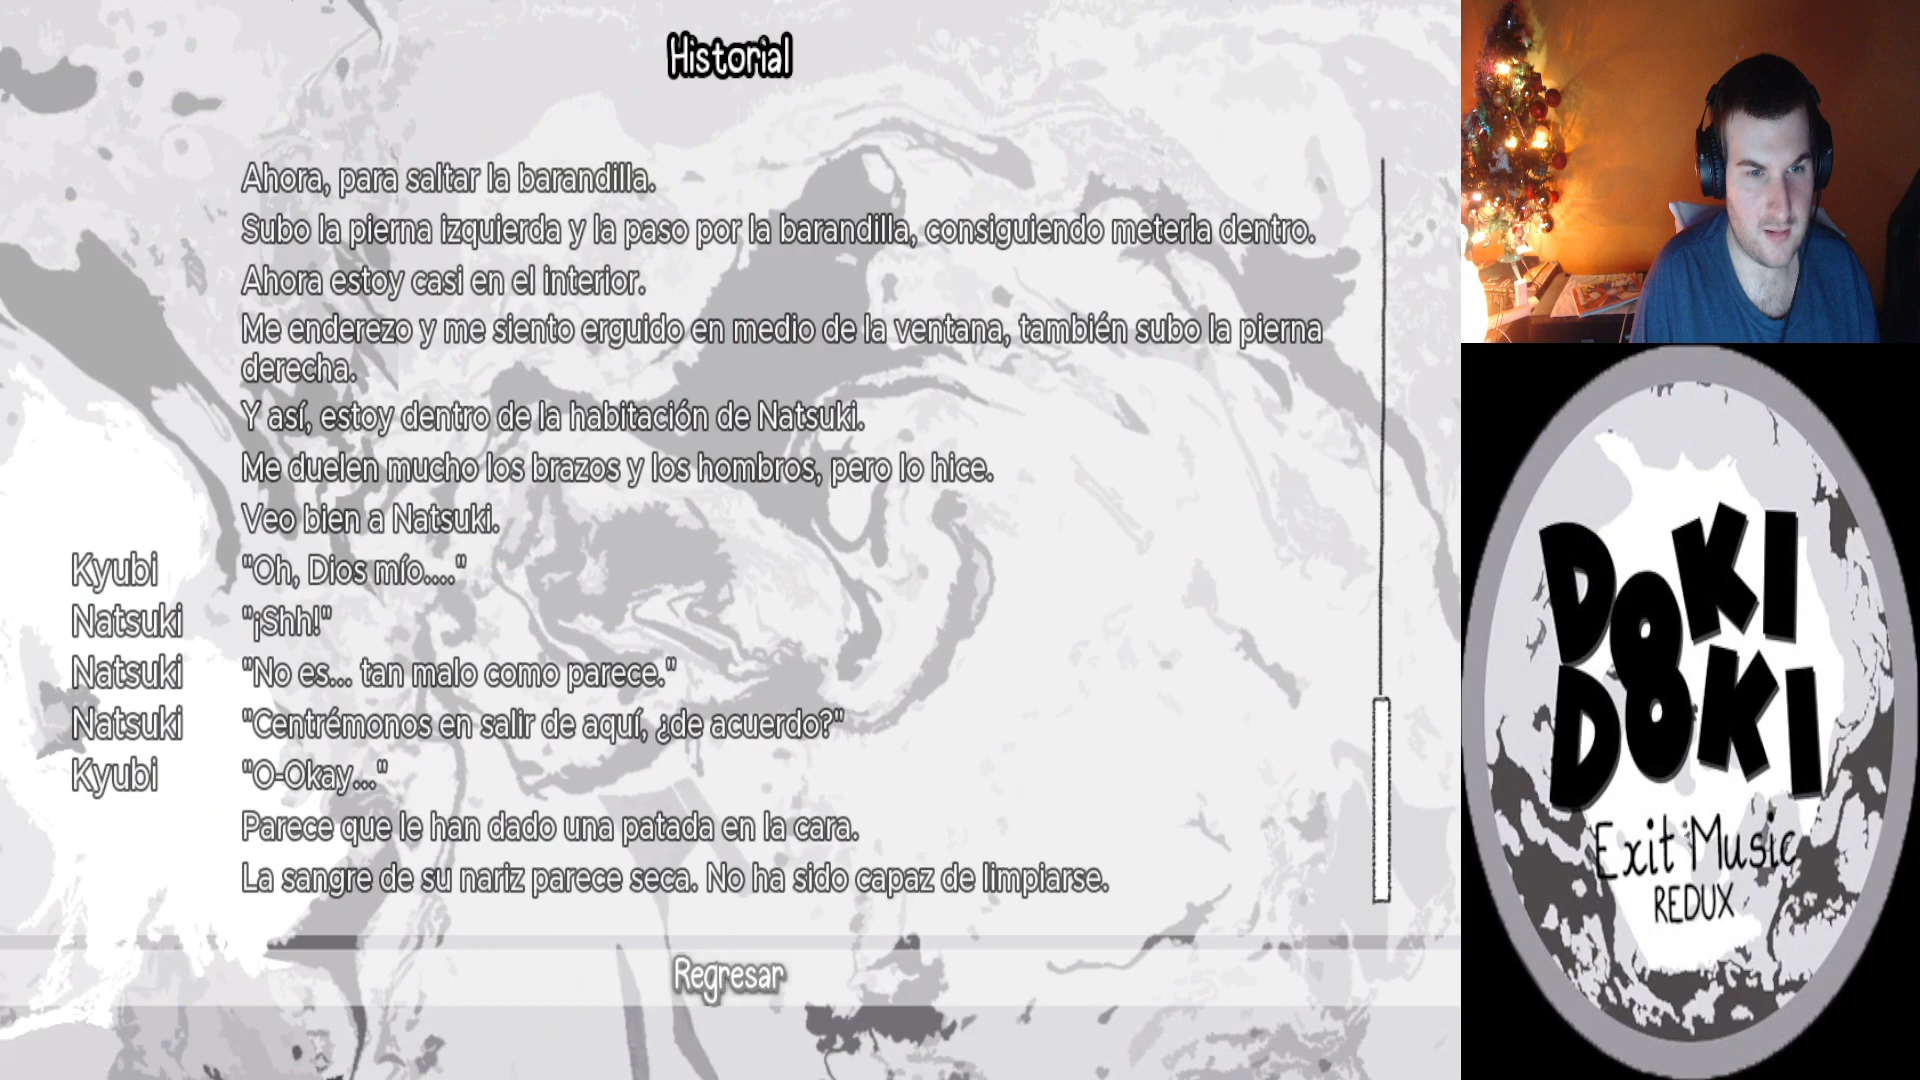 Historial
Ahora, para saltar la barandilla.
Subo la pierna izquierda y la paso por la barandilla, consiguiendo meterla dentro.
Ahora estoy casi en el interior.
Me enderezo y me siento erguido en medio de la ventana, también subo la pierna
derecha.
Y así, estoy dentro de la habitación de Natsuki.
Me duelen mucho los brazos y los hombros, pero lo hice.
Veo bien a Natsuki.
Kyubi "Oh, Dios mío...."
Natsuki "¡Shh!"
Natsuki "No es... tan malo como parece."
Natsuki "Centrémonos en salir de aquí, ¿de acuerdo?"
Kyubi "O-Okay..."
Parece que le han dado una patada en la cara.
La sangre de su nariz parece seca. No ha sido capaz de limpiarse.
Regresar
DOKI
DOKI
Exit Music
REDUX